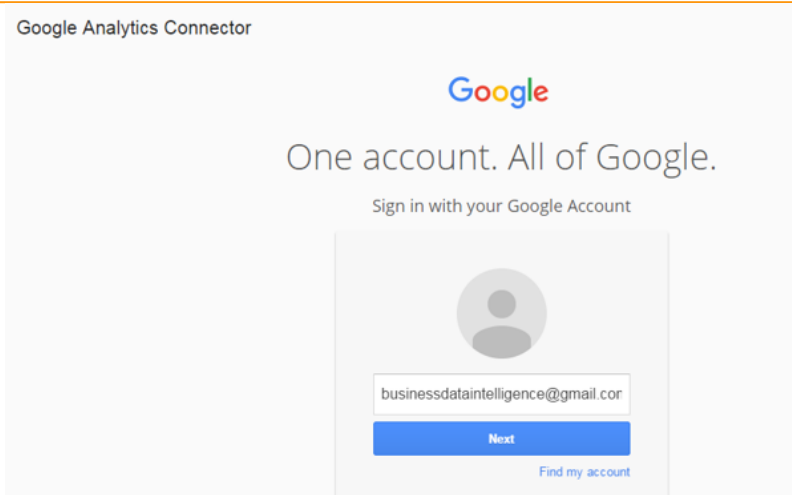 Google Analytics Connector
Google
One account. All of Google.
Sign in with your Google Account
businessdataintelligence@gmail.con
Next
Find my account